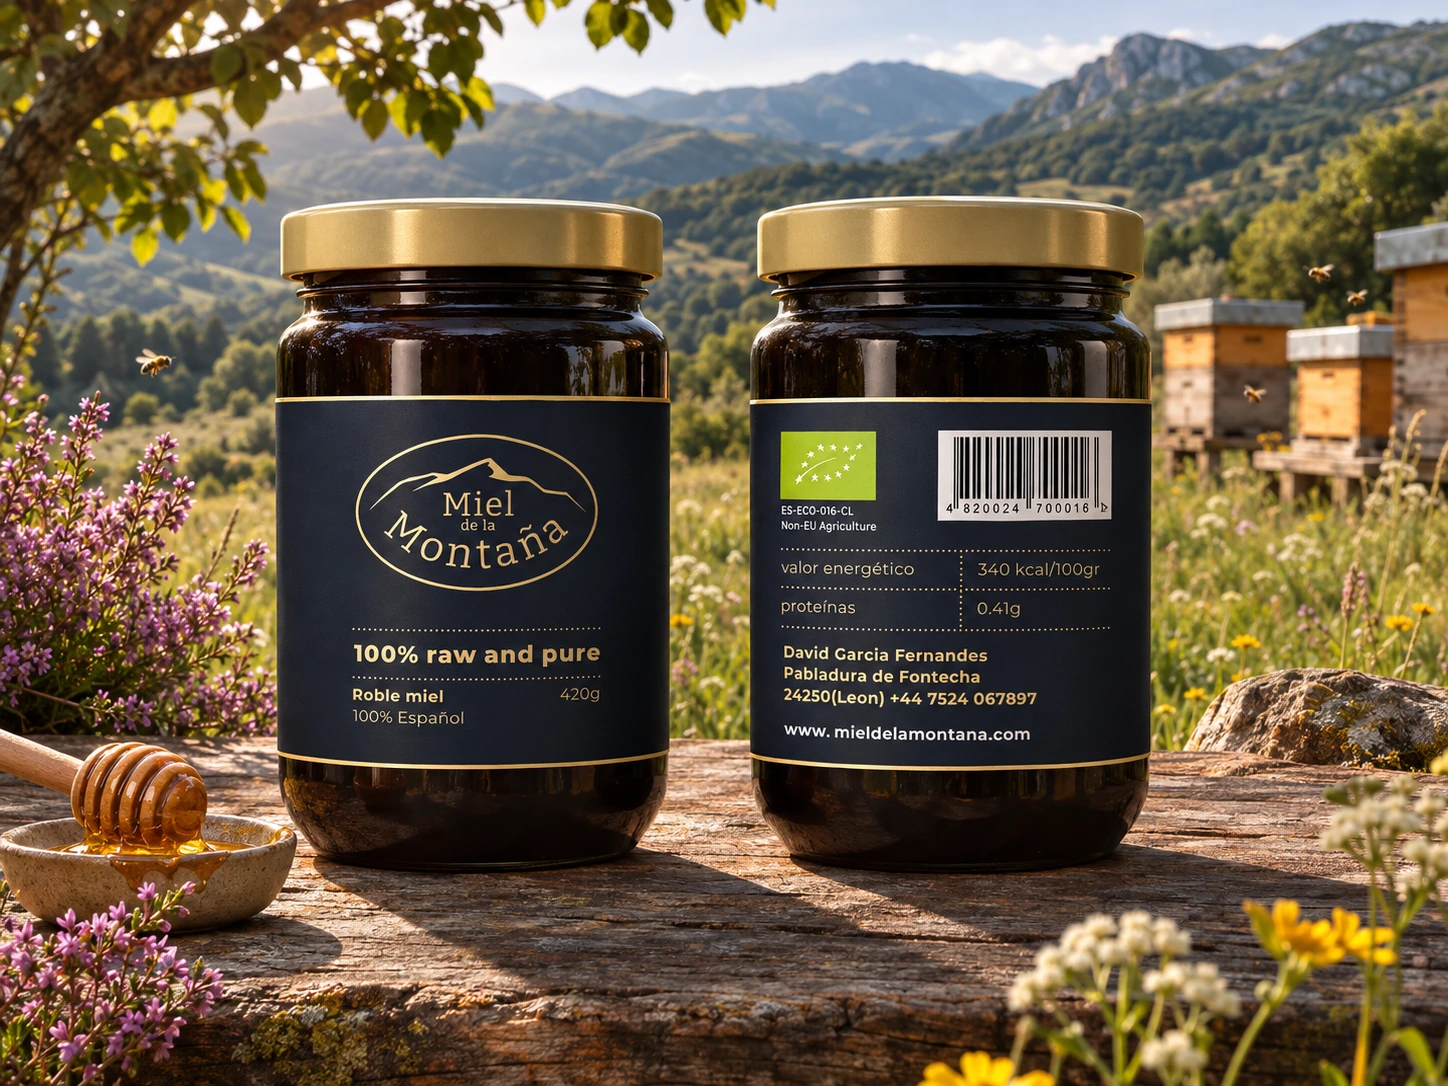 Miel
de la
Montaña
100% raw and pure
Roble miel 420g
100% Español
ES-ECO-016-CL
Non-EU Agriculture
4 820024 700016
valor energético 340 kcal/100gr
proteínas 0.41g
David Garcia Fernandes
Pabladura de Fontecha
24250(Leon) +44 7524 067897
www. mieldelamontana.com